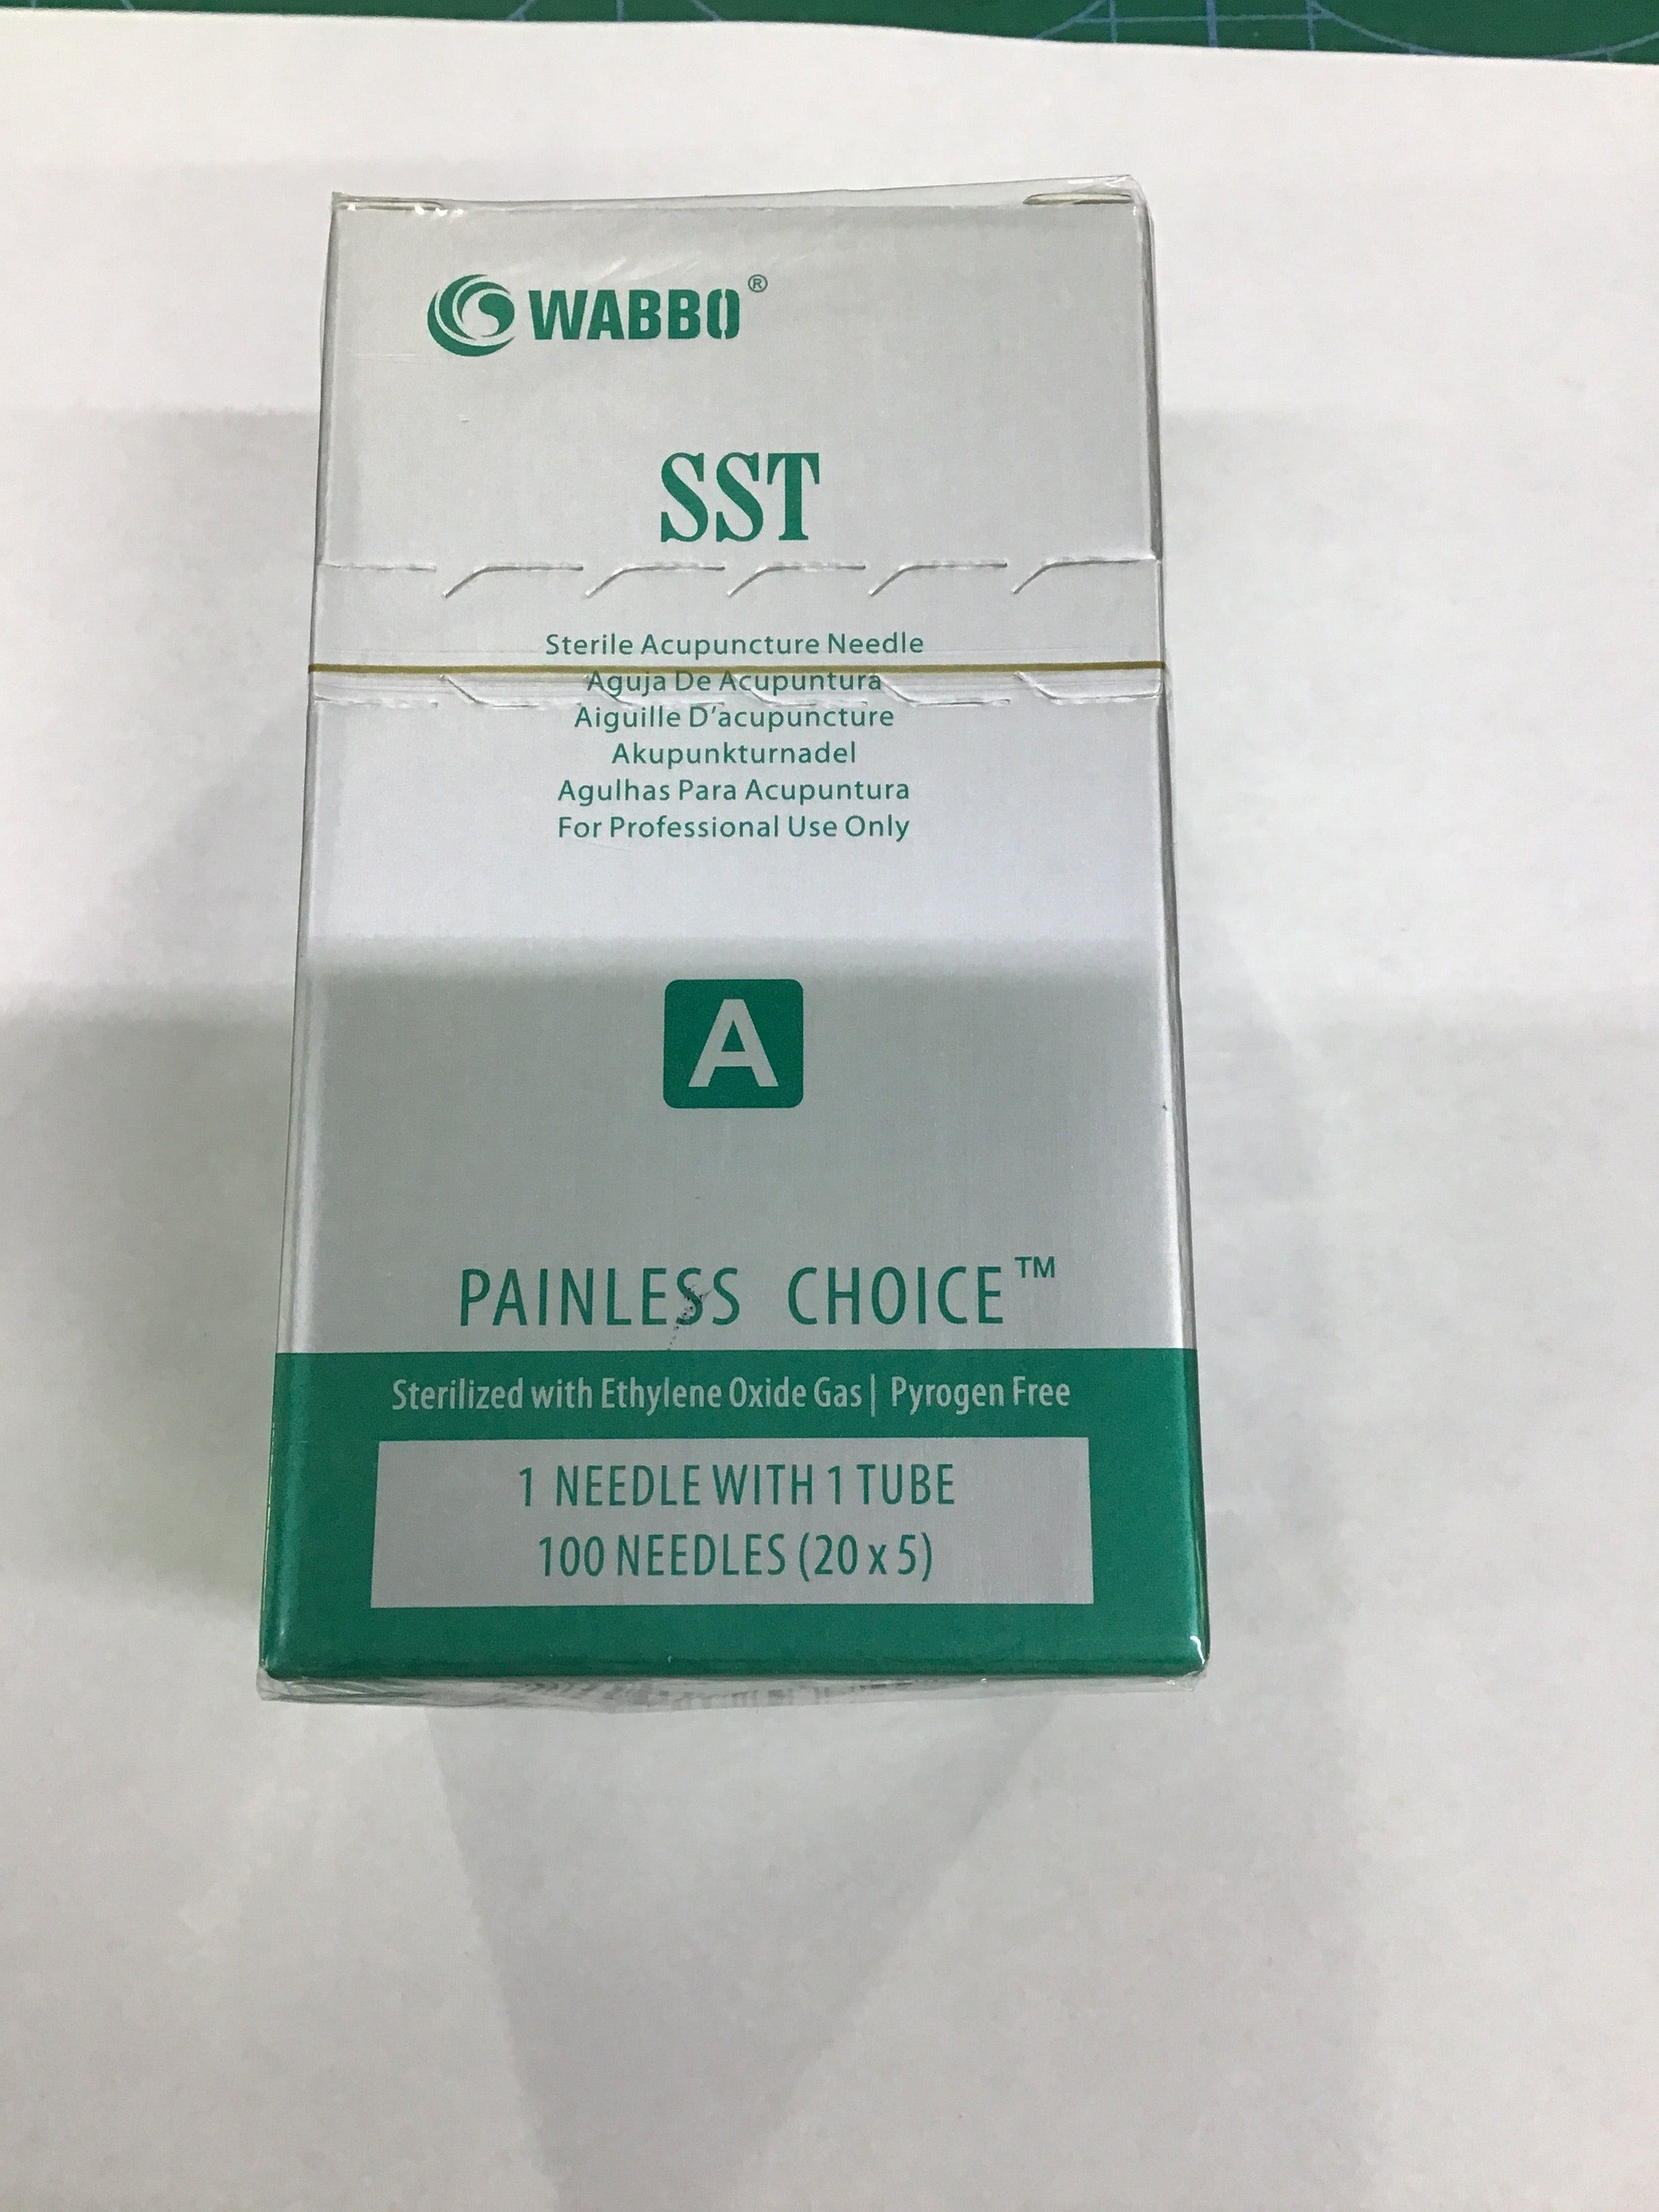 WABBO®
SST
Sterile Acupuncture Needle
Aguja De Acupuntura
Aiguille D'acupuncture
Akupunkturnadel
Agulhas Para Acupuntura
For Professional Use Only
A
PAINLESS CHOICE™
Sterilized with Ethylene Oxide Gas | Pyrogen Free
1 NEEDLE WITH 1 TUBE
100 NEEDLES (20 x 5)